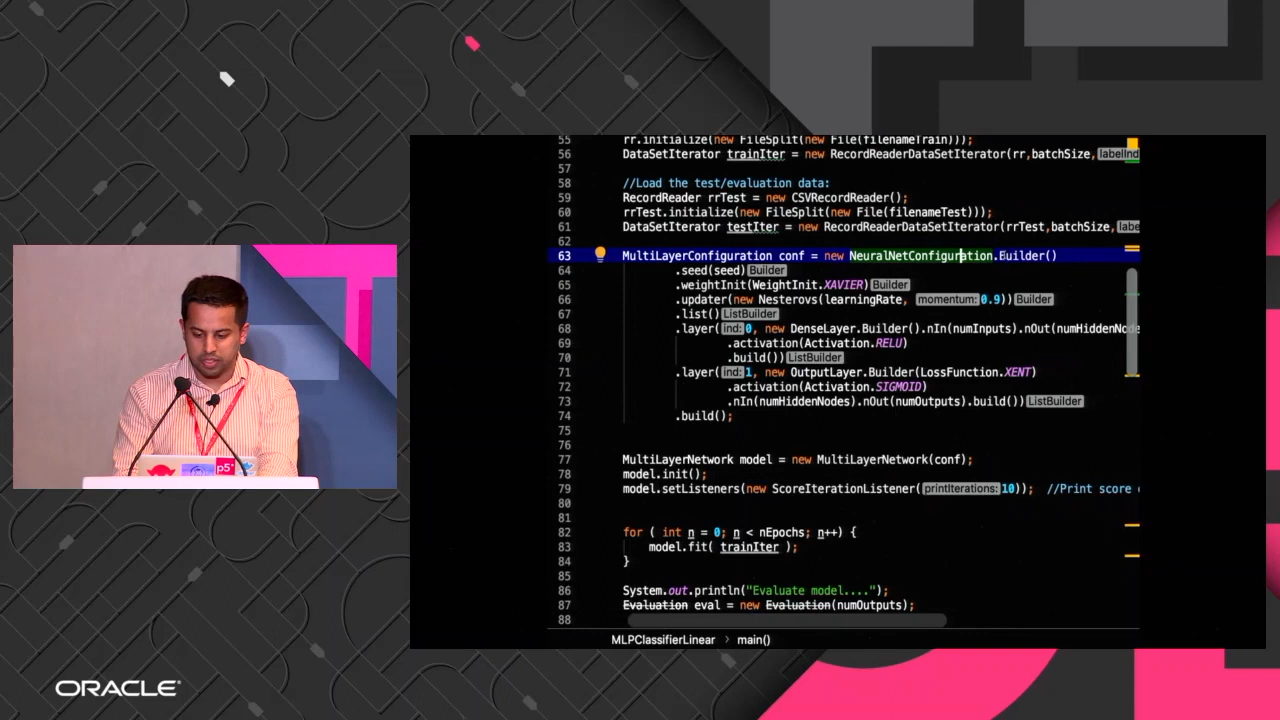 55 rr.initialize(new FileSplit(new File(filenameTrain)));
56 DataSetIterator trainIter = new RecordReaderDataSetIterator(rr,batchSize, labelInd
57
58 //Load the test/evaluation data:
59 RecordReader rrTest = new CSVRecordReader();
60 rrTest.initialize(new FileSplit(new File(filenameTest)));
61 DataSetIterator testIter = new RecordReaderDataSetIterator(rrTest,batchSize, labe
62
63 MultiLayerConfiguration conf = new NeuralNetConfiguration.Builder()
64 .seed(seed) Builder
65 .weightInit(WeightInit.XAVIER) Builder
66 .updater(new Nesterovs(learningRate, momentum: 0.9)) Builder
67 .list() ListBuilder
68 .layer( ind: 0, new DenseLayer.Builder().nIn(numInputs).nOut(numHiddenNode
69 .activation(Activation.RELU)
70 .build()) ListBuilder
71 .layer( ind: 1, new OutputLayer.Builder(LossFunction.XENT)
72 .activation(Activation.SIGMOID)
73 .nIn(numHiddenNodes).nOut(numOutputs).build()) ListBuilder
74 .build();
75
76
77 MultiLayerNetwork model = new MultiLayerNetwork(conf);
78 model.init();
79 model.setListeners(new ScoreIterationListener( printIterations: 10)); //Print score
80
81
82 for ( int n = 0; n < nEpochs; n++) {
83 model.fit( trainIter );
84 }
85
86 System.out.println("Evaluate model....");
87 Evaluation eval = new Evaluation(numOutputs);
88
MLPClassifierLinear › main()
p5*
ORACLE